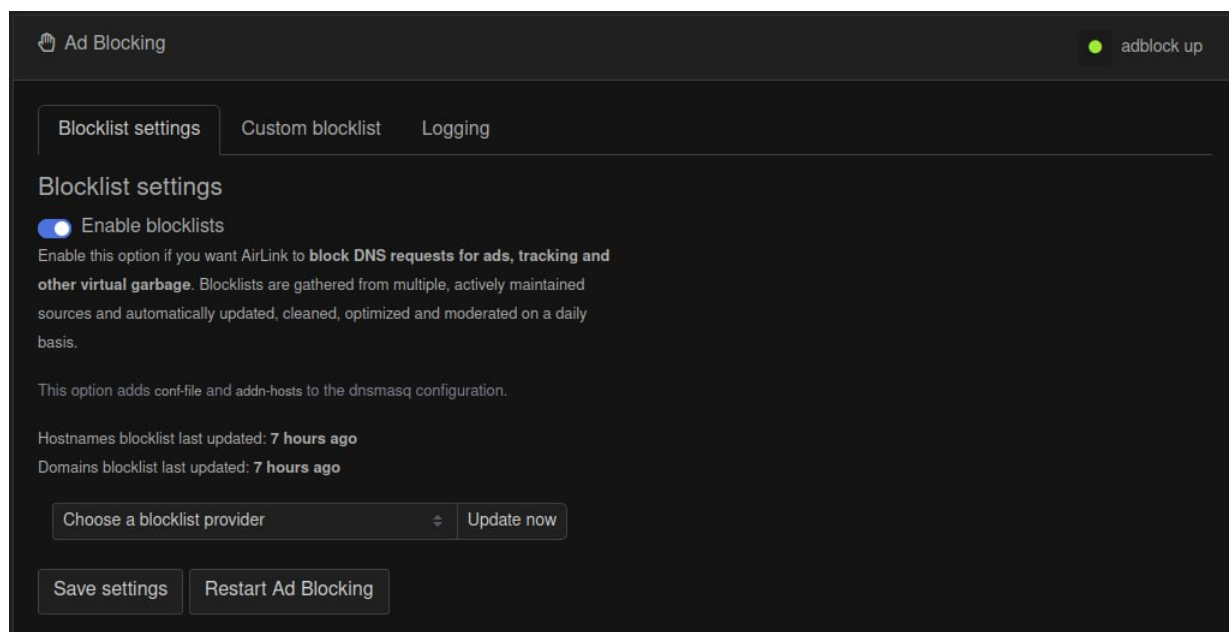 Ad Blocking
adblock up
Blocklist settings
Custom blocklist
Logging
Blocklist settings
Enable blocklists
Enable this option if you want AirLink to block DNS requests for ads, tracking and
other virtual garbage. Blocklists are gathered from multiple, actively maintained
sources and automatically updated, cleaned, optimized and moderated on a daily
basis.
This option adds conf-file and addn-hosts to the dnsmasq configuration.
Hostnames blocklist last updated: 7 hours ago
Domains blocklist last updated: 7 hours ago
Choose a blocklist provider
Update now
Save settings
Restart Ad Blocking